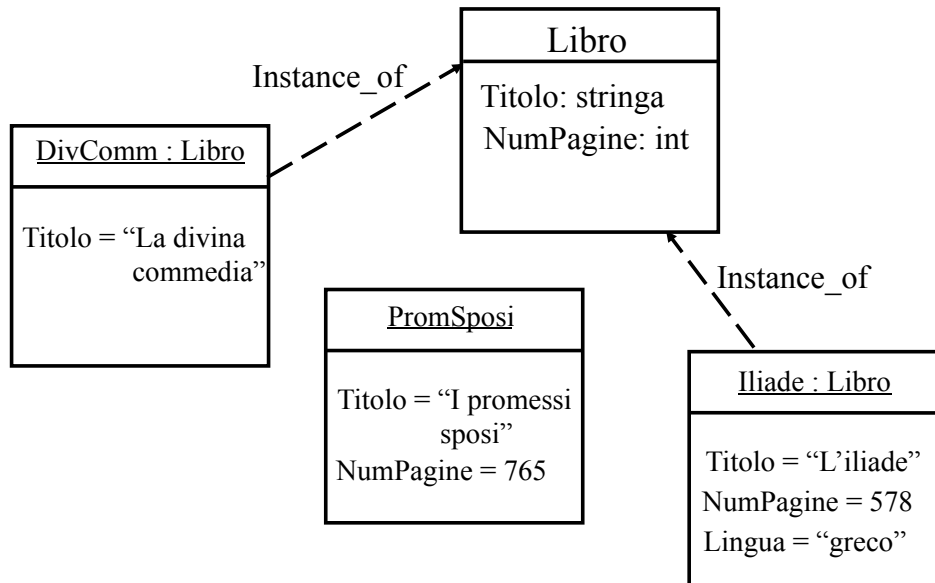 Libro
Titolo: stringa
NumPagine: int
Instance_of
DivComm : Libro
Titolo = “La divina
commedia”
PromSposi
Titolo = “I promessi
sposi”
NumPagine = 765
Instance_of
Iliade : Libro
Titolo = “L’iliade”
NumPagine = 578
Lingua = “greco”